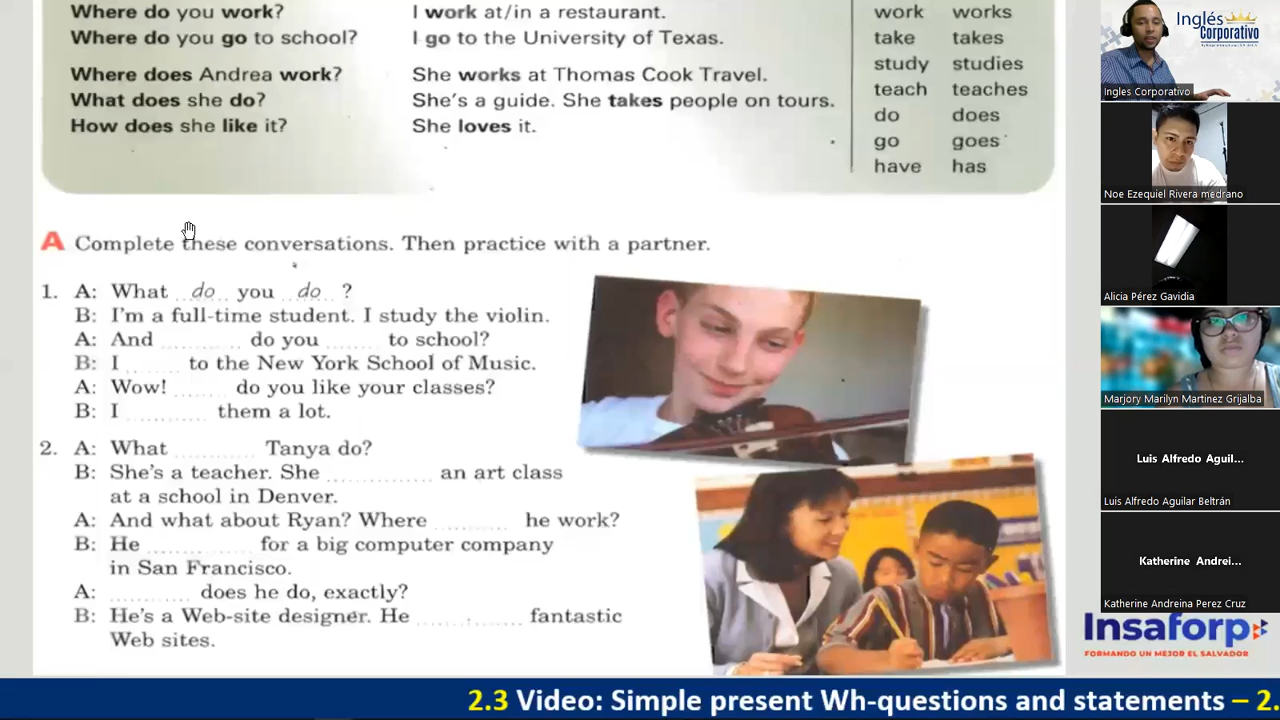 Where do you work? I work at/in a restaurant. work works
Where do you go to school? I go to the University of Texas. take takes
study studies
Where does Andrea work? She works at Thomas Cook Travel. teach teaches
What does she do? She's a guide. She takes people on tours. do does
How does she like it? She loves it. go goes
have has
A Complete these conversations. Then practice with a partner.
1. A: What do you do ?
B: I'm a full-time student. I study the violin.
A: And ........... do you ....... to school?
B: I ........ to the New York School of Music.
A: Wow! ....... do you like your classes?
B: I .......... them a lot.
2. A: What .......... Tanya do?
B: She's a teacher. She ............. an art class
at a school in Denver.
A: And what about Ryan? Where ......... he work?
B: He ............. for a big computer company
in San Francisco.
A: .......... does he do, exactly?
B: He's a Web-site designer. He ............. fantastic
Web sites.
Inglés
Corporativo
Ingles Corporativo
Noe Ezequiel Rivera medrano
Alicia Pérez Gavidia
Marjory Marilyn Martinez Grijalba
Luis Alfredo Aguil...
Luis Alfredo Aguilar Beltrán
Katherine Andrei...
Katherine Andreina Perez Cruz
Insaforp
FORMANDO UN MEJOR EL SALVADOR
2.3 Video: Simple present Wh-questions and statements – 2.